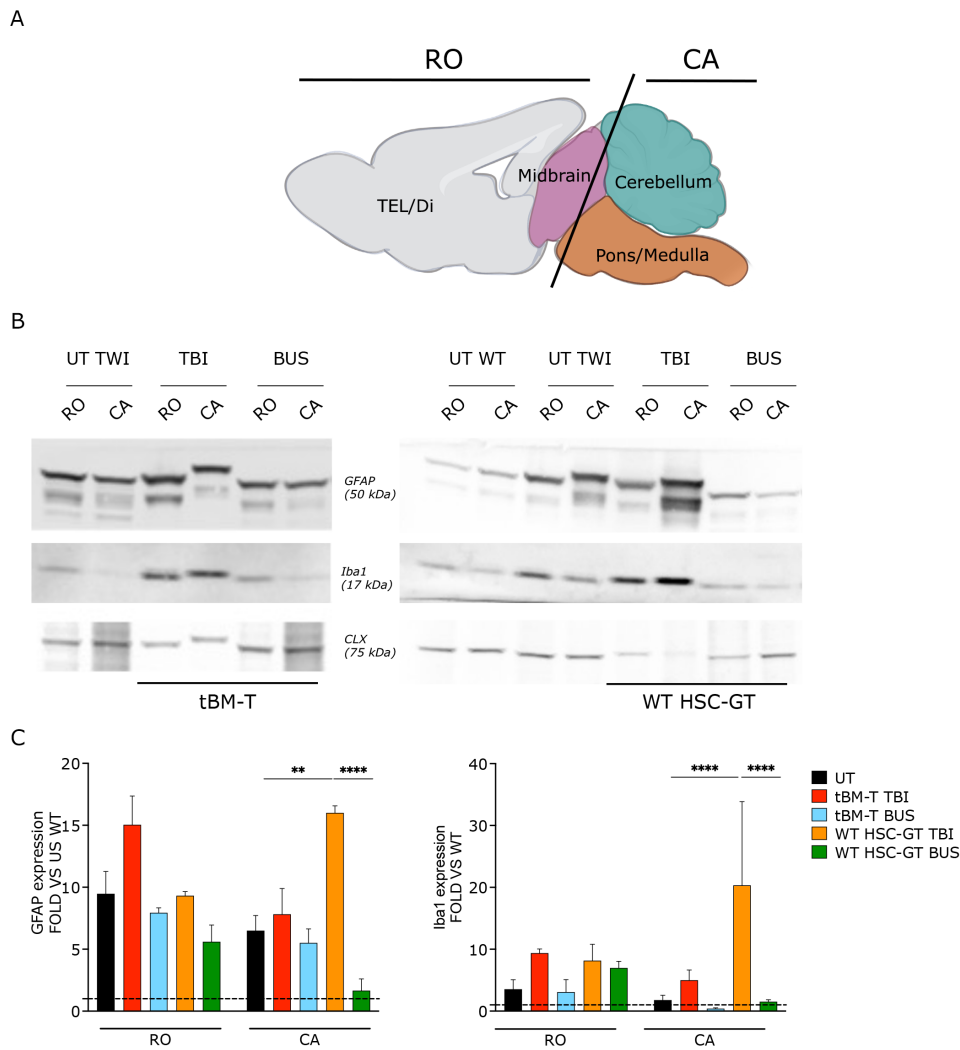 A
RO
CA
TEL/Di
Midbrain
Cerebellum
Pons/Medulla
B
UT TWI
TBI
BUS
UT WT
UT TWI
TBI
BUS
RO
CA
RO
CA
RO
CA
RO
CA
RO
CA
RO
CA
RO
CA
GFAP
(50 kDa)
Iba1
(17 kDa)
CLX
(75 kDa)
tBM-T
WT HSC-GT
C
GFAP expression
FOLD VS US WT
20
15
10
5
0
**
****
RO
CA
Iba1 expression
FOLD VS WT
40
30
20
10
0
****
****
RO
CA
UT
tBM-T TBI
tBM-T BUS
WT HSC-GT TBI
WT HSC-GT BUS